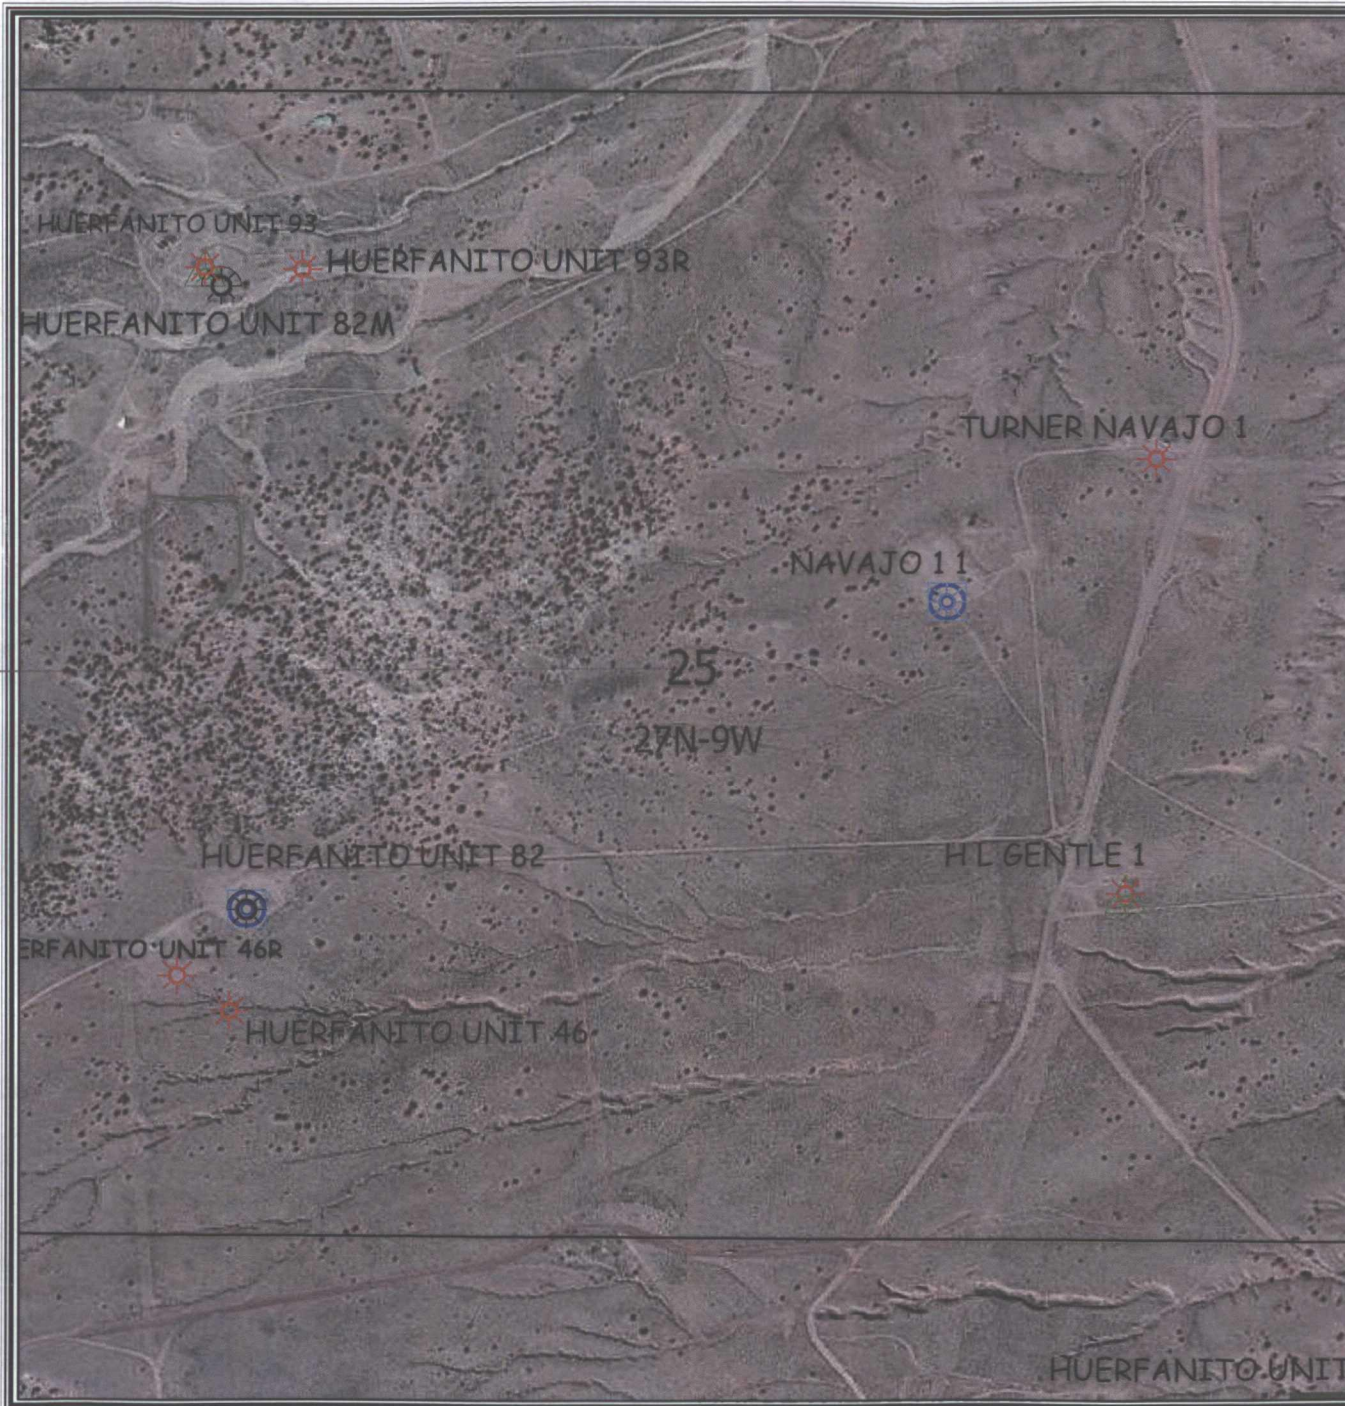 HUERFANITO UNIT 93
HUERFANITO UNIT 93R
HUERFANITO UNIT 82M
TURNER NAVAJO 1
NAVAJO 1 1
25
27N-9W
HUERFANITO UNIT 82
H L GENTLE 1
ERFANITO UNIT 46R
HUERFANITO UNIT 46
HUERFANITO UNIT